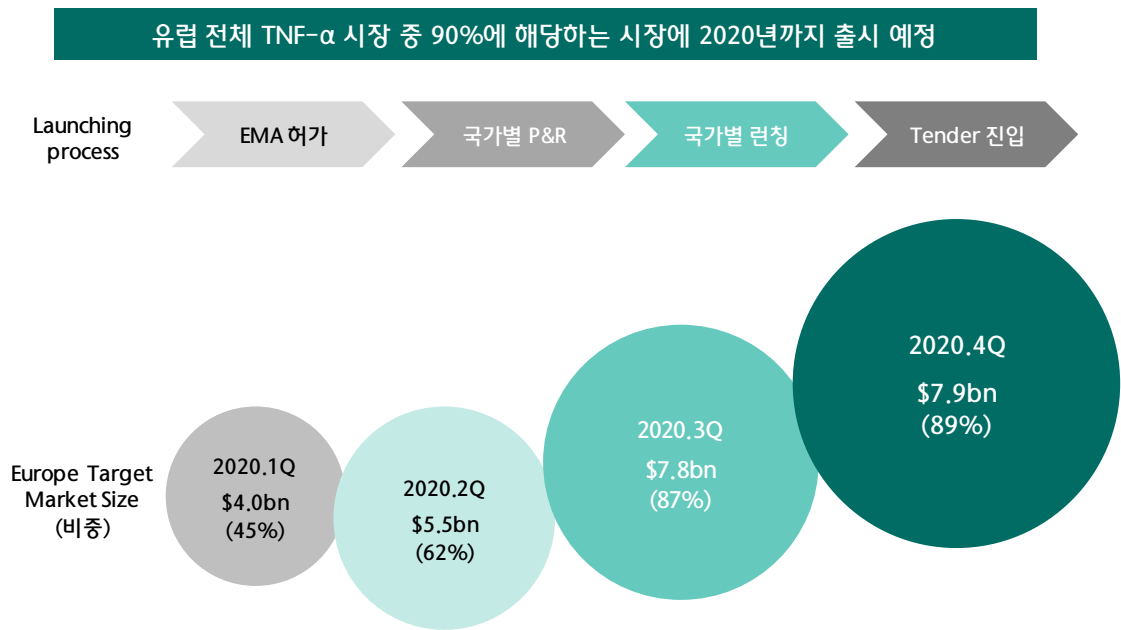 유럽 전체 TNF-α 시장 중 90%에 해당하는 시장에 2020년까지 출시 예정
Launching
process
EMA 허가
국가별 P&R
국가별 런칭
Tender 진입
Europe Target
Market Size
(비중)
2020.1Q
$4.0bn
(45%)
2020.2Q
$5.5bn
(62%)
2020.3Q
$7.8bn
(87%)
2020.4Q
$7.9bn
(89%)